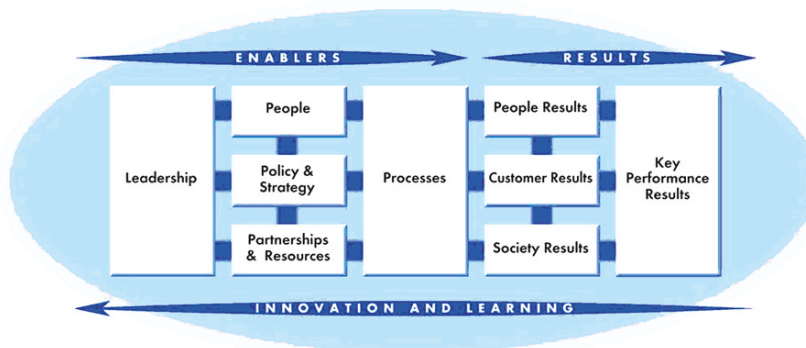 ENABLERS
RESULTS
Leadership
People
Policy &
Strategy
Partnerships
& Resources
Processes
People Results
Customer Results
Society Results
Key
Performance
Results
INNOVATION AND LEARNING